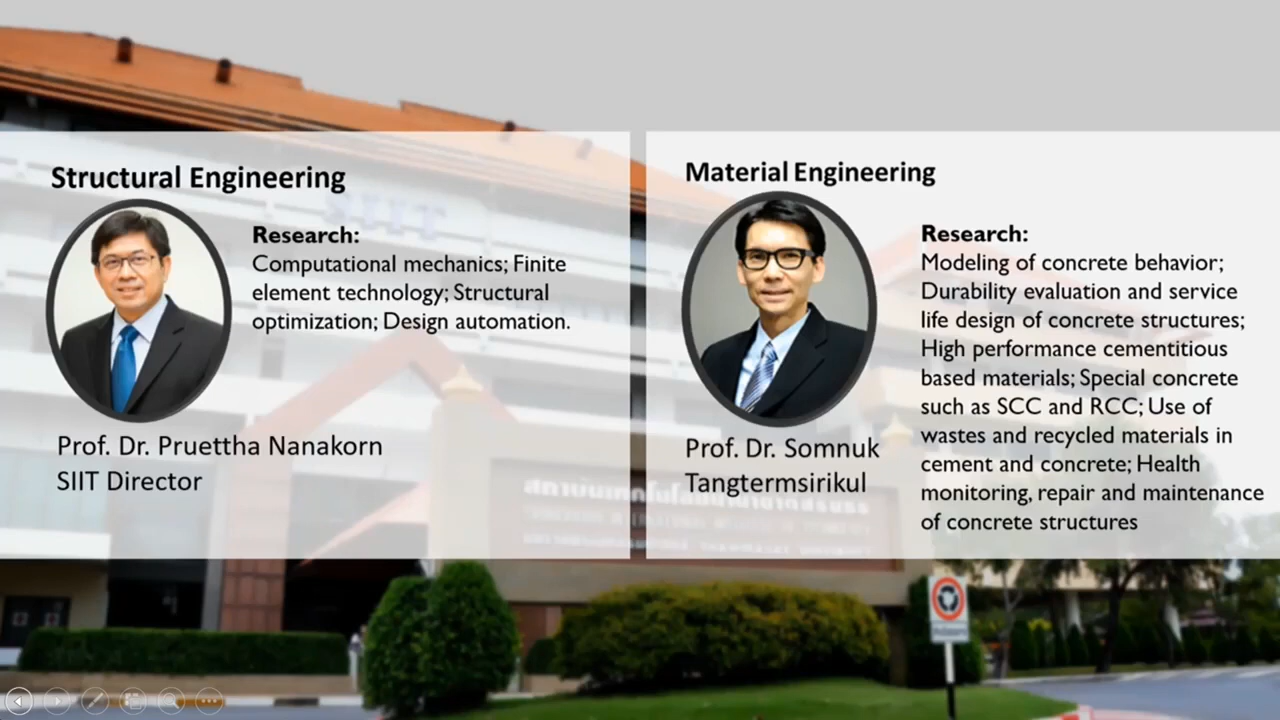 Structural Engineering
Research:
Computational mechanics; Finite
element technology; Structural
optimization; Design automation.
Prof. Dr. Pruettha Nanakorn
SIIT Director
Material Engineering
Research:
Modeling of concrete behavior;
Durability evaluation and service
life design of concrete structures;
High performance cementitious
based materials; Special concrete
such as SCC and RCC; Use of
wastes and recycled materials in
cement and concrete; Health
monitoring, repair and maintenance
of concrete structures
Prof. Dr. Somnuk
Tangtermsirikul
SIIT